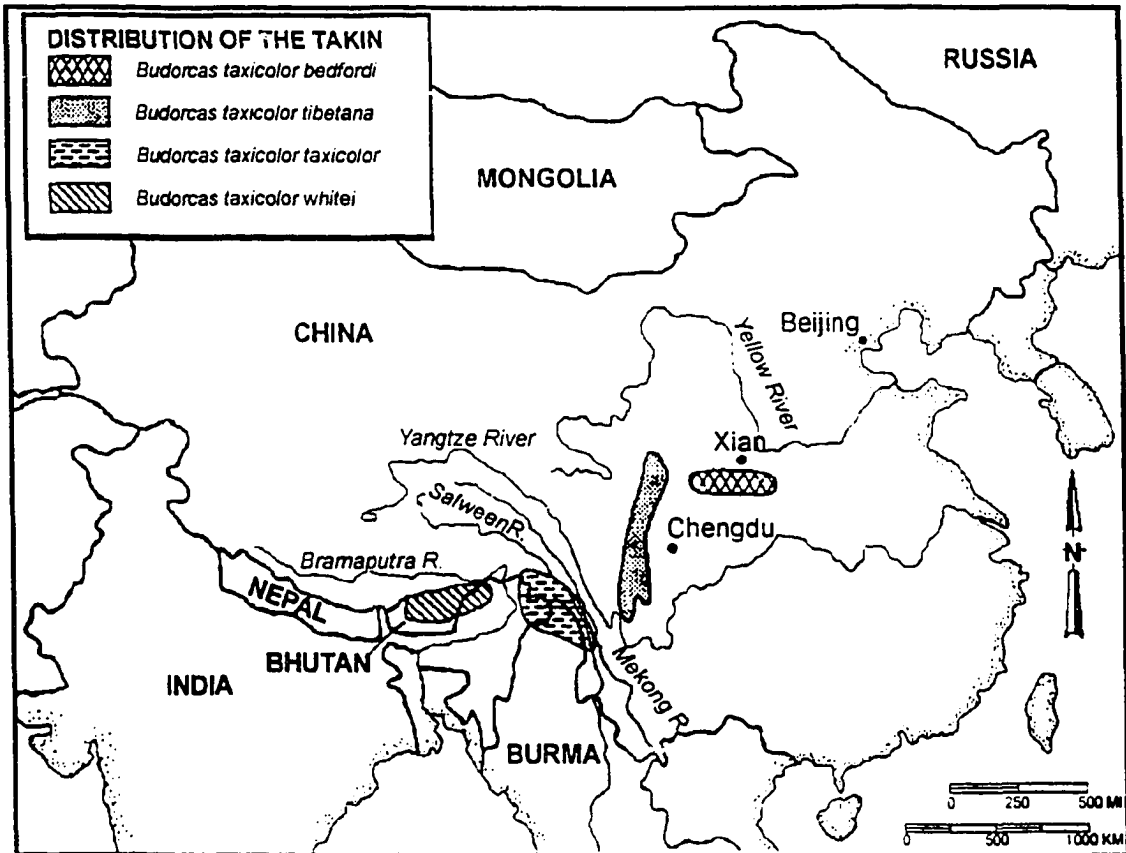 DISTRIBUTION OF THE TAKIN
Budorcas taxicolor bedfordi
Budorcas taxicolor tibetana
Budorcas taxicolor taxicolor
Budorcas taxicolor whitei
RUSSIA
MONGOLIA
CHINA
Beijing
Yellow River
Yangtze River
Xian
Salween R.
Chengdu
Bramaputra R.
N
NEPAL
BHUTAN
INDIA
Mekong R.
BURMA
0 250 500 MI
0 500 1000 KM